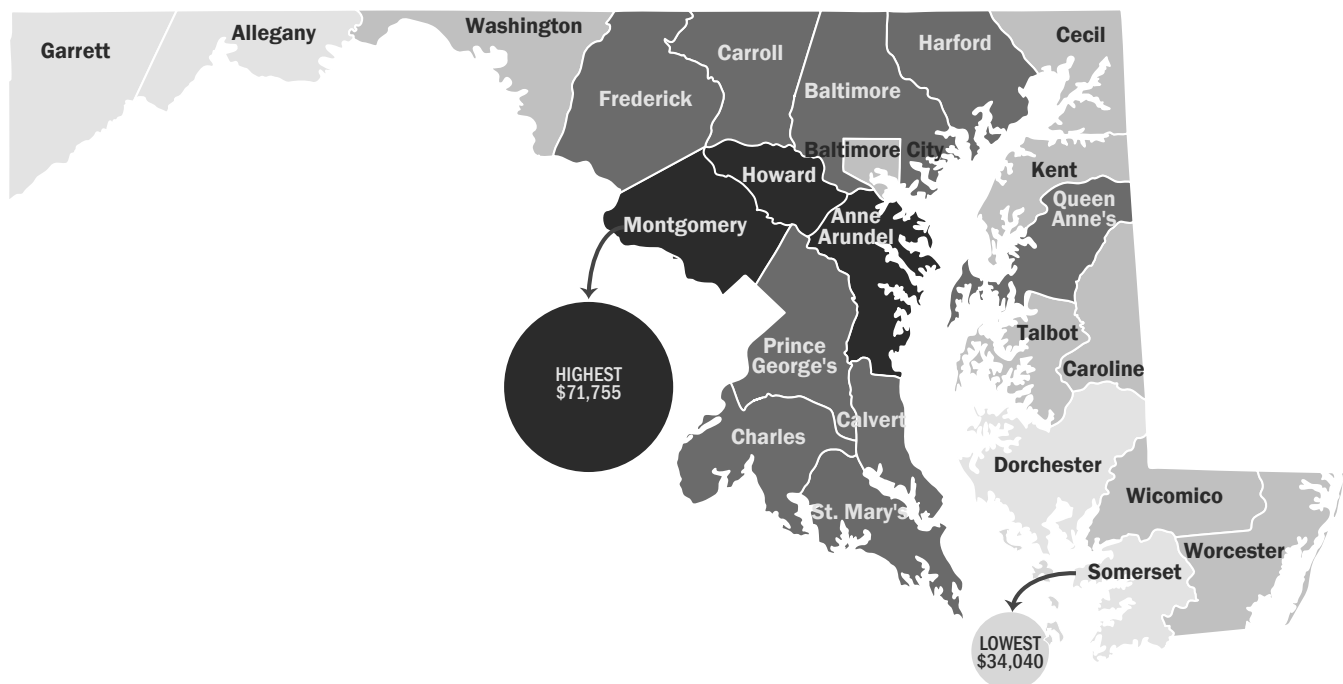 Garrett
Allegany
Washington
Frederick
Carroll
Baltimore
Harford
Cecil
Baltimore City
Howard
Kent
Queen
Anne's
Montgomery
Anne
Arundel
Talbot
Caroline
Prince
George's
HIGHEST
$71,755
Charles
Calvert
Dorchester
Wicomico
St. Mary's
Worcester
Somerset
LOWEST
$34,040